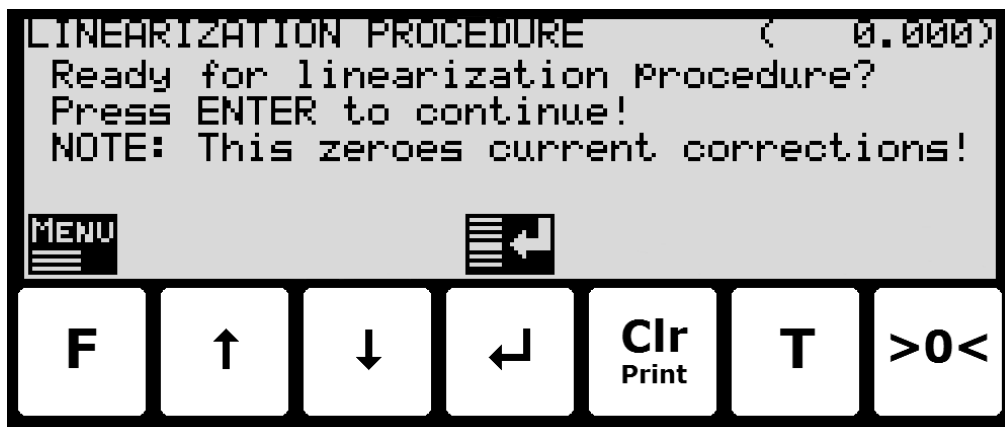 LINEARIZATION PROCEDURE ( 0.000)
Ready for linearization Procedure?
Press ENTER to continue!
NOTE: This zeroes current corrections!
MENU
F ↑ ↓ ↵ Clr T >0<
Print